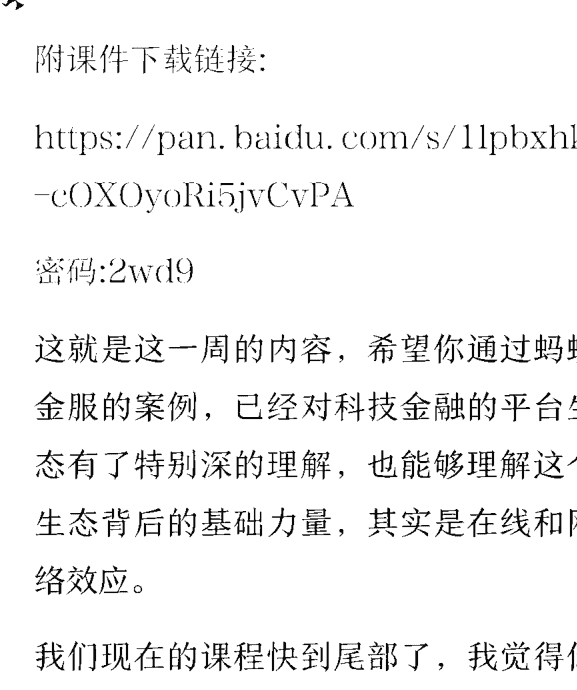 附课件下载链接:
https://pan.baidu.com/s/1lpbxh
-cOXOyoRi5jvCvPA
密码:2wd9
这就是这一周的内容，希望你通过蚂
金服的案例，已经对科技金融的平台
态有了特别深的理解，也能够理解这个
生态背后的基础力量，其实是在线和网
络效应。
我们现在的课程快到尾部了，我觉得